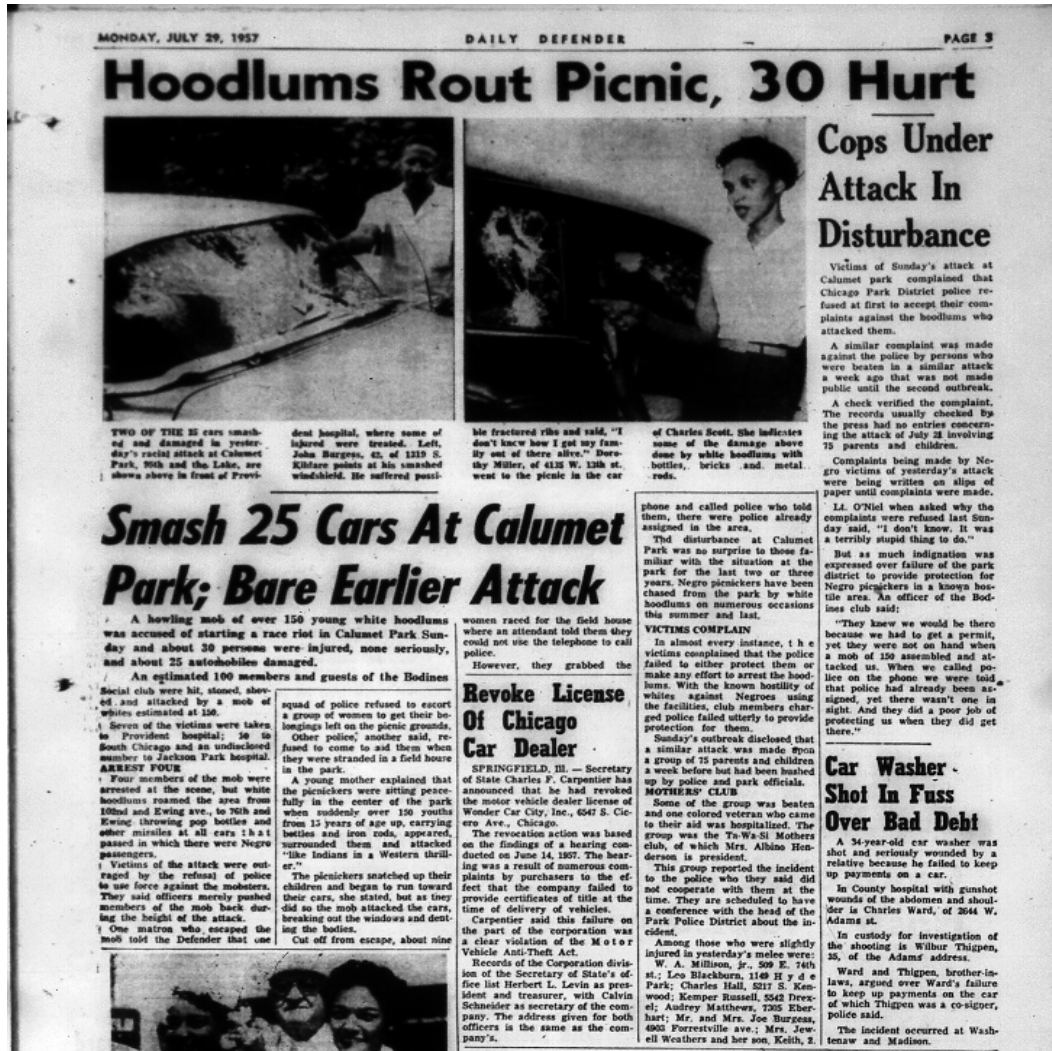 MONDAY, JULY 29, 1957
DAILY DEFENDER
PAGE 3
Hoodlums Rout Picnic, 30 Hurt
TWO OF THE 25 cars smash-
ed and damaged in yester-
day's racial attack at Calumet
Park, 95th and the Lake, are
shown above in front of Provi-
dent hospital, where some of
injured were treated. Left,
John Burgess, 42, of 1319 S.
Kildare points at his smashed
windshield. He suffered possi-
ble fractured ribs and said, "I
don't know how I got my fam-
ily out of there alive." Doro-
thy Miller, of 4135 W. 13th st.
went to the picnic in the car
of Charles Scott. She indicates
some of the damage above
done by white hoodlums with
bottles, bricks and metal
rods.
Cops Under
Attack In
Disturbance
Victims of Sunday's attack at
Calumet park complained that
Chicago Park District police re-
fused at first to accept their com-
plaints against the hoodlums who
attacked them.
A similar complaint was made
against the police by persons who
were beaten in a similar attack
a week ago that was not made
public until the second outbreak.
A check verified the complaint.
The records usually checked by
the press had no entries concern-
ing the attack of July 21 involving
75 parents and children.
Complaints being made by Ne-
gro victims of yesterday's attack
were being written on slips of
paper until complaints were made.
Lt. O'Niel when asked why the
complaints were refused last Sun-
day said, "I don't know. It was
a terribly stupid thing to do."
But as much indignation was
expressed over failure of the park
district to provide protection for
Negro picnickers in a known hos-
tile area. An officer of the Bod-
ines club said:
"They knew we would be there
because we had to get a permit,
yet they were not on hand when
a mob of 150 assembled and at-
tacked us. When we called po-
lice on the phone we were told
that police had already been as-
signed, yet there wasn't one in
sight. And they did a poor job of
protecting us when they did get
there."
Smash 25 Cars At Calumet
Park; Bare Earlier Attack
A howling mob of over 150 young white hoodlums
was accused of starting a race riot in Calumet Park Sun-
day and about 30 persons were injured, none seriously,
and about 25 automobiles damaged.
An estimated 100 members and guests of the Bodines
Social club were hit, stoned, shov-
ed and attacked by a mob of
whites estimated at 150.
Seven of the victims were taken
to Provident hospital; 10 to
South Chicago and an undisclosed
number to Jackson Park hospital.
ARREST FOUR
Four members of the mob were
arrested at the scene, but white
hoodlums roamed the area from
102nd and Ewing ave., to 76th and
Ewing throwing pop bottles and
other missiles at all cars that
passed in which there were Negro
passengers.
Victims of the attack were out-
raged by the refusal of police
to use force against the mobsters.
They said officers merely pushed
members of the mob back dur-
ing the height of the attack.
One matron who escaped the
mob told the Defender that one
squad of police refused to escort
a group of women to get their be-
longings left on the picnic grounds.
Other police, another said, re-
fused to come to aid them when
they were stranded in a field house
in the park.
A young mother explained that
the picnickers were sitting peace-
fully in the center of the park
when suddenly over 150 youths
from 15 years of age up, carrying
bottles and iron rods, appeared,
surrounded them and attacked
"like Indians in a Western thrill-
er."
The picnickers snatched up their
children and began to run toward
their cars, she stated, but as they
did so the mob attacked the cars,
breaking out the windows and dent-
ing the bodies.
Cut off from escape, about nine
women raced for the field house
where an attendant told them they
could not use the telephone to call
police.
However, they grabbed the
phone and called police who told
them, there were police already
assigned in the area.
Thd disturbance at Calumet
Park was no surprise to those fa-
miliar with the situation at the
park for the last two or three
years. Negro picnickers have been
chased from the park by white
hoodlums on numerous occasions
this summer and last.
VICTIMS COMPLAIN
In almost every instance, the
victims complained that the police
failed to either protect them or
make any effort to arrest the hood-
lums. With the known hostility of
whites against Negroes using
the facilities, club members char-
ged police failed utterly to provide
protection for them.
Sunday's outbreak disclosed that
a similar attack was made upon
a group of 75 parents and children
a week before but had been hushed
up by police and park officials.
MOTHERS' CLUB
Some of the group was beaten
and one colored veteran who came
to their aid was hospitalized. The
group was the Ta-Wa-Si Mothers
club, of which Mrs. Albino Hen-
derson is president.
This group reported the incident
to the police who they said did
not cooperate with them at the
time. They are scheduled to have
a conference with the head of the
Park Police District about the in-
cident.
Among those who were slightly
injured in yesterday's melee were:
W. A. Millison, jr., 509 E. 74th
st.; Leo Blackburn, 1149 Hyde
Park; Charles Hall, 5217 S. Ken-
wood; Kemper Russell, 5542 Drex-
el; Audrey Matthews, 7305 Eber-
hart; Mr. and Mrs. Joe Burgess,
4903 Forrestville ave.; Mrs. Jew-
ell Weathers and her son, Keith, 2.
Revoke License
Of Chicago
Car Dealer
SPRINGFIELD, Ill. — Secretary
of State Charles F. Carpentier has
announced that he had revoked
the motor vehicle dealer license of
Wonder Car City, Inc., 6547 S. Cic-
ero Ave., Chicago.
The revocation action was based
on the findings of a hearing con-
ducted on June 14, 1957. The hear-
ing was a result of numerous com-
plaints by purchasers to the ef-
fect that the company failed to
provide certificates of title at the
time of delivery of vehicles.
Carpentier said this failure on
the part of the corporation was
a clear violation of the Motor
Vehicle Anti-Theft Act.
Records of the Corporation divis-
ion of the Secretary of State's of-
fice list Herbert L. Levin as pres-
ident and treasurer, with Calvin
Schneider as secretary of the com-
pany. The address given for both
officers is the same as the com-
pany's.
Car Washer
Shot In Fuss
Over Bad Debt
A 34-year-old car washer was
shot and seriously wounded by a
relative because he failed to keep
up payments on a car.
In County hospital with gunshot
wounds of the abdomen and shoul-
der is Charles Ward, of 2644 W.
Adams st.
In custody for investigation of
the shooting is Wilbur Thigpen,
35, of the Adams address.
Ward and Thigpen, brother-in-
laws, argued over Ward's failure
to keep up payments on the car
of which Thigpen was a co-signer,
police said.
The incident occurred at Wash-
tenaw and Madison.